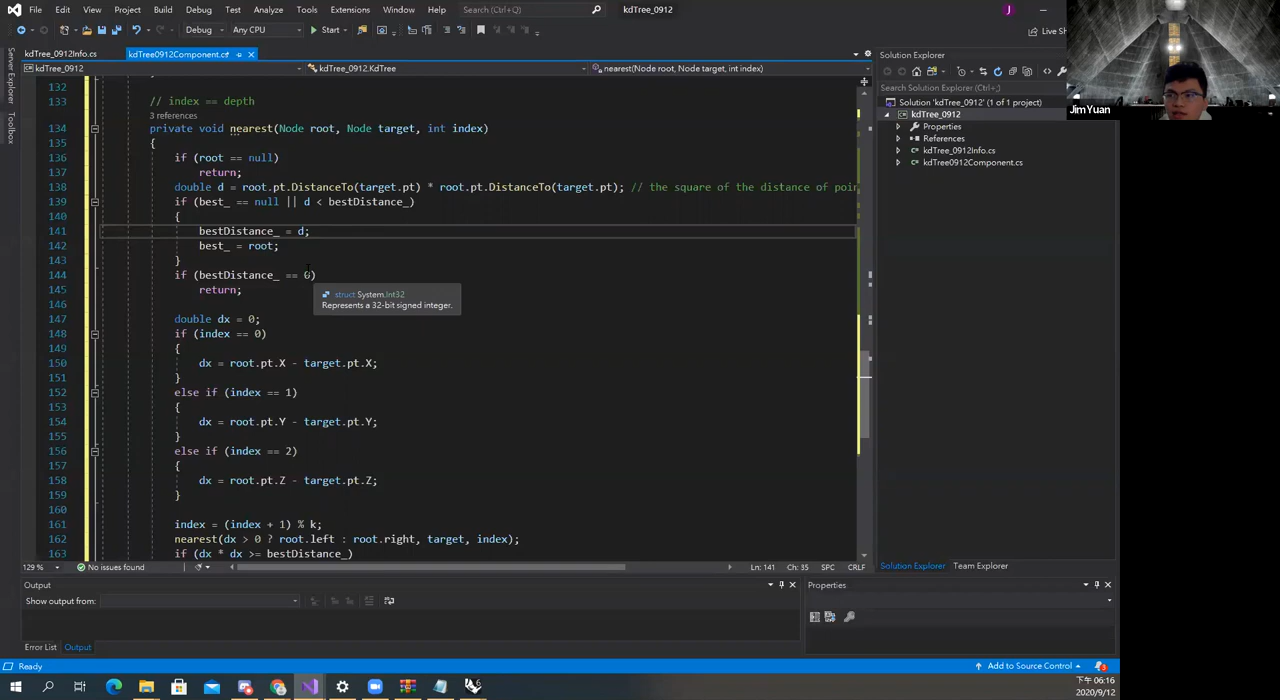 File Edit View Project Build Debug Test Analyze Tools Extensions Window Help Search (Ctrl+Q) kdTree_0912 J
Debug Any CPU Start Live Sh
kdTree_0912Info.cs kdTree0912Component.cs
kdTree_0912 kdTree_0912.KdTree nearest(Node root, Node target, int index)
Server Explorer
Toolbox
132
133 // index == depth
3 references
134 private void nearest(Node root, Node target, int index)
135 {
136 if (root == null)
137 return;
138 double d = root.pt.DistanceTo(target.pt) * root.pt.DistanceTo(target.pt); // the square of the distance of poin
139 if (best_ == null || d < bestDistance_)
140 {
141 bestDistance_ = d;
142 best_ = root;
143 }
144 if (bestDistance_ == 0)
145 return;
struct System.Int32
Represents a 32-bit signed integer.
146
147 double dx = 0;
148 if (index == 0)
149 {
150 dx = root.pt.X - target.pt.X;
151 }
152 else if (index == 1)
153 {
154 dx = root.pt.Y - target.pt.Y;
155 }
156 else if (index == 2)
157 {
158 dx = root.pt.Z - target.pt.Z;
159 }
160
161 index = (index + 1) % k;
162 nearest(dx > 0 ? root.left : root.right, target, index);
163 if (dx * dx >= bestDistance_)
129 % No issues found Ln: 141 Ch: 35 SPC CRLF
Output
Show output from:
Error List Output
Solution Explorer
Search Solution Explorer (Ctrl+;)
Solution 'kdTree_0912' (1 of 1 project)
kdTree_0912
Properties
References
kdTree_0912Info.cs
kdTree0912Component.cs
Solution Explorer Team Explorer
Properties
JimYuan
Ready Add to Source Control 3
06:16
2020/9/12